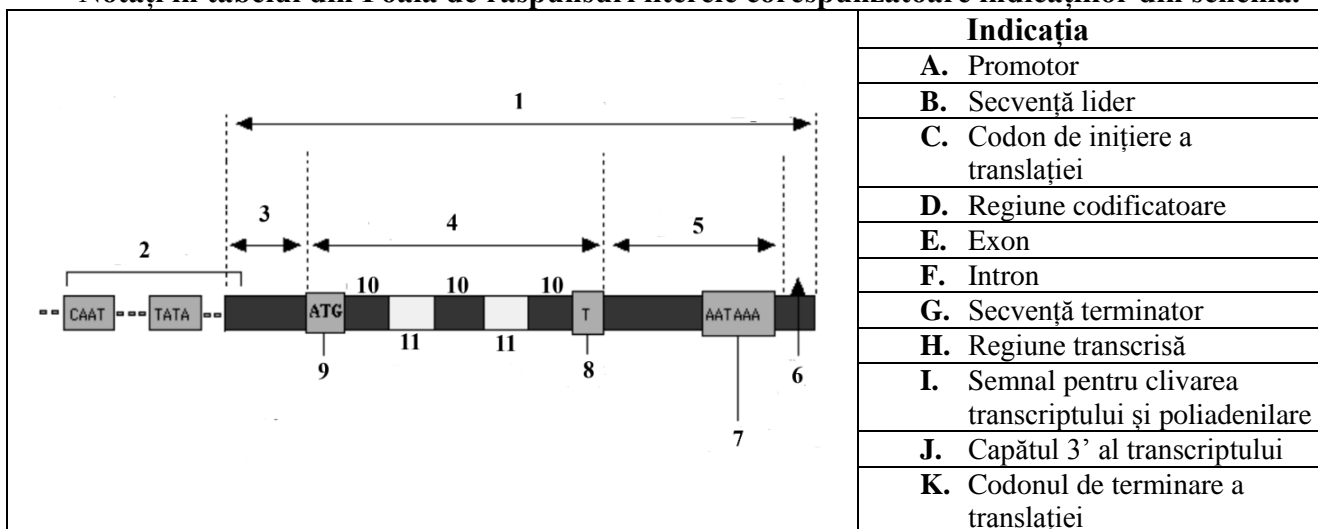 Notați în tabelul din Foaia de răspunsuri literele corespunzătoare indicațiilor din schemă.
Indicația
A. Promotor
B. Secvență lider
C. Codon de inițiere a
translației
D. Regiune codificatoare
E. Exon
F. Intron
G. Secvență terminator
H. Regiune transcrisă
I. Semnal pentru clivarea
transcriptului și poliadenilare
J. Capătul 3’ al transcriptului
K. Codonul de terminare a
translației
1
3 4 5
2
10 10 10
CAAT TATA ATG T AATAAA
11 11
9 8 6
7